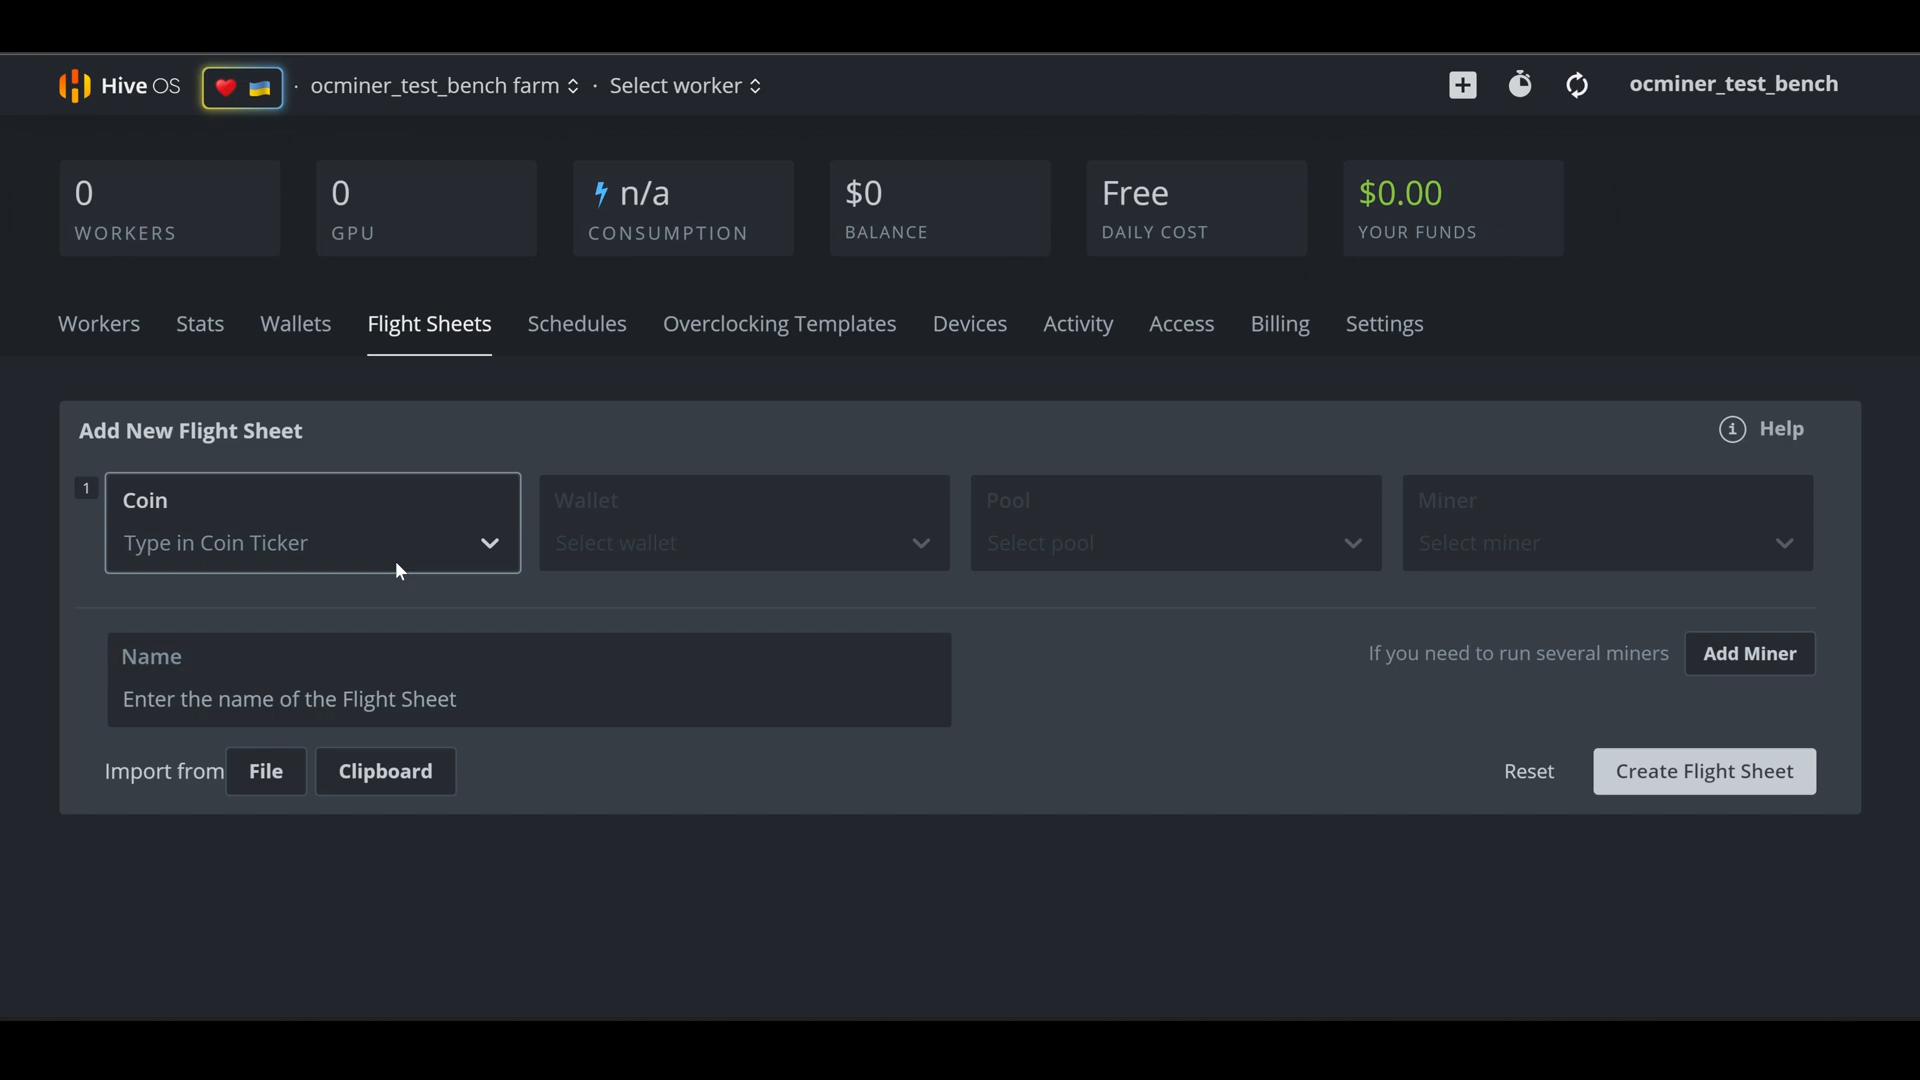 Hive OS · ocminer_test_bench farm · Select worker ocminer_test_bench
0 0 n/a $0 Free $0.00
WORKERS GPU CONSUMPTION BALANCE DAILY COST YOUR FUNDS
Workers Stats Wallets Flight Sheets Schedules Overclocking Templates Devices Activity Access Billing Settings
Add New Flight Sheet Help
1 Coin Wallet Pool Miner
Type in Coin Ticker Select wallet Select pool Select miner
Name
Enter the name of the Flight Sheet
If you need to run several miners Add Miner
Import from File Clipboard Reset Create Flight Sheet